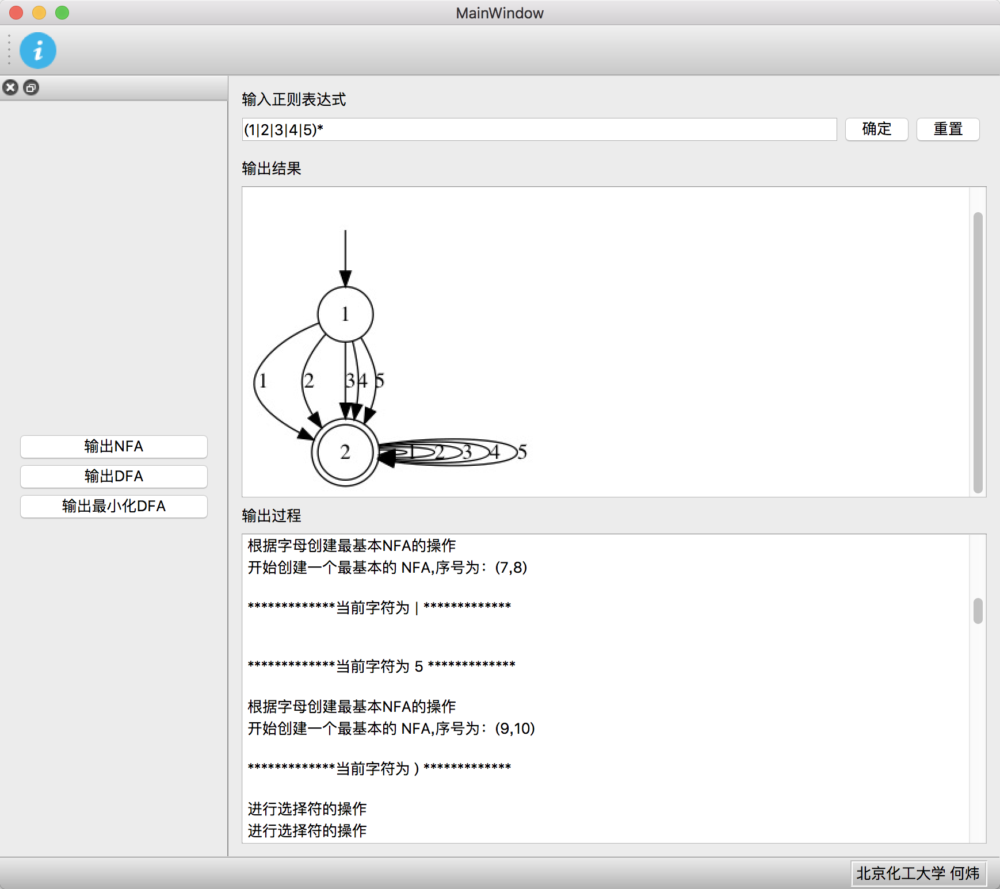 MainWindow
输入正则表达式
(1|2|3|4|5)*
确定
重置
输出结果
1
1
2
3
4
5
2
1
2
3
4
5
输出NFA
输出DFA
输出最小化DFA
输出过程
根据字母创建最基本NFA的操作
开始创建一个最基本的 NFA,序号为：(7,8)
*************当前字符为 | *************
*************当前字符为 5 *************
根据字母创建最基本NFA的操作
开始创建一个最基本的 NFA,序号为：(9,10)
*************当前字符为 ) *************
进行选择符的操作
进行选择符的操作
北京化工大学 何炜